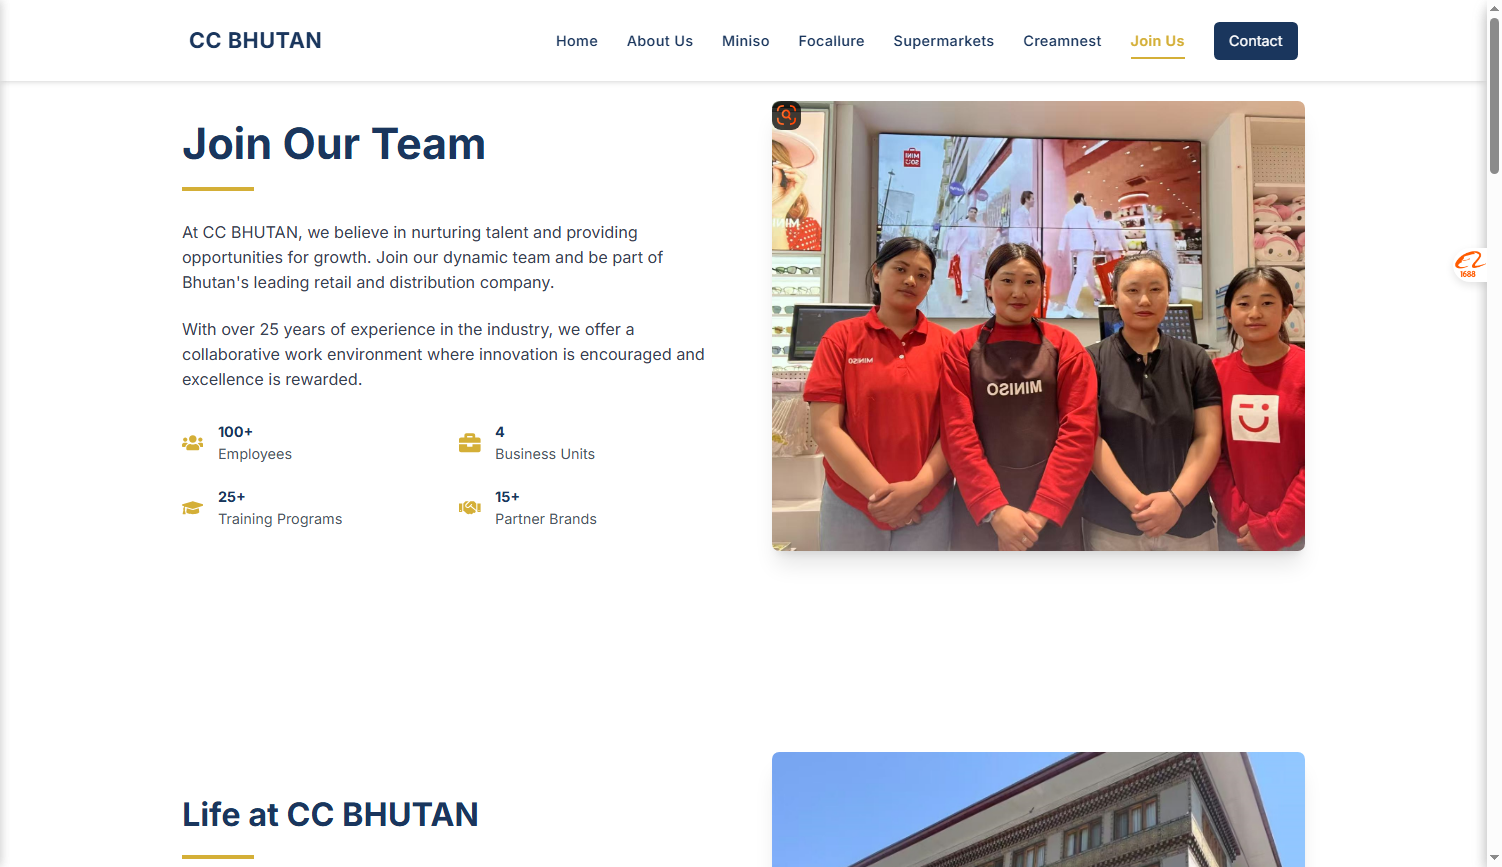 CC BHUTAN
Home
About Us
Miniso
Focallure
Supermarkets
Creamnest
Join Us
Contact
Join Our Team
At CC BHUTAN, we believe in nurturing talent and providing
opportunities for growth. Join our dynamic team and be part of
Bhutan's leading retail and distribution company.
With over 25 years of experience in the industry, we offer a
collaborative work environment where innovation is encouraged and
excellence is rewarded.
100+
Employees
4
Business Units
25+
Training Programs
15+
Partner Brands
MINI
SO
MINISO
MINISO
1688
Life at CC BHUTAN